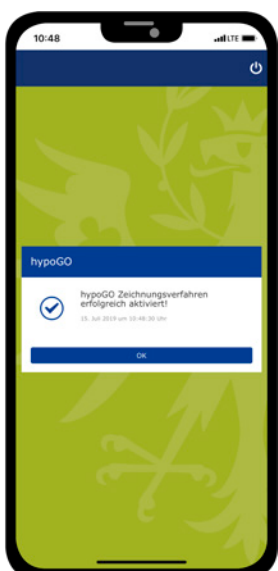 10:48
LTE
hypoGO
hypoGO Zeichnungsverfahren
erfolgreich aktiviert!
15. Juli 2019 um 10:48:30 Uhr
OK